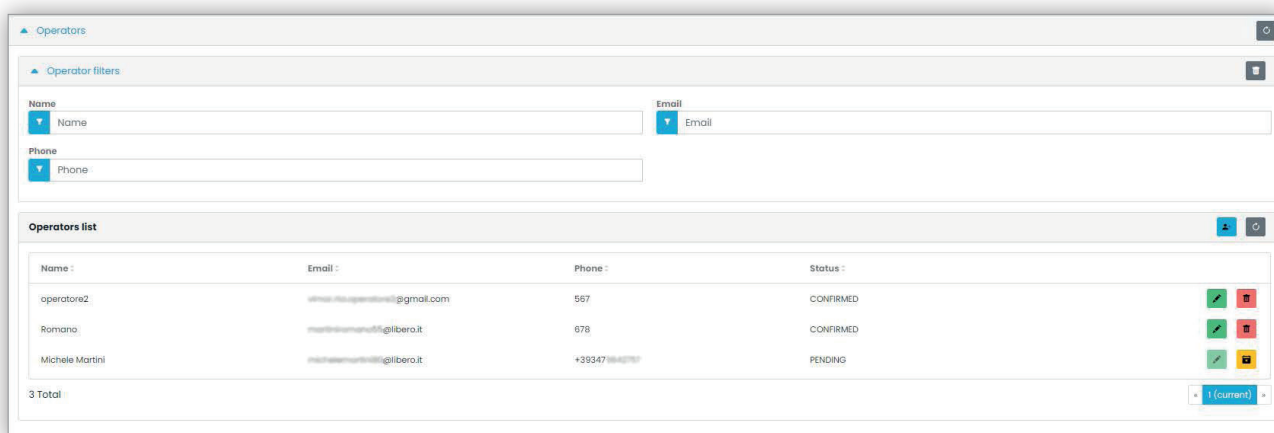 Operators
Operator filters
Name Email
Name Email
Phone
Phone
Operators list
Name Email Phone Status
operatore2 @gmail.com 567 CONFIRMED
Romano @libero.it 678 CONFIRMED
Michele Martini @libero.it +39347 PENDING
3 Total « 1 (current) »